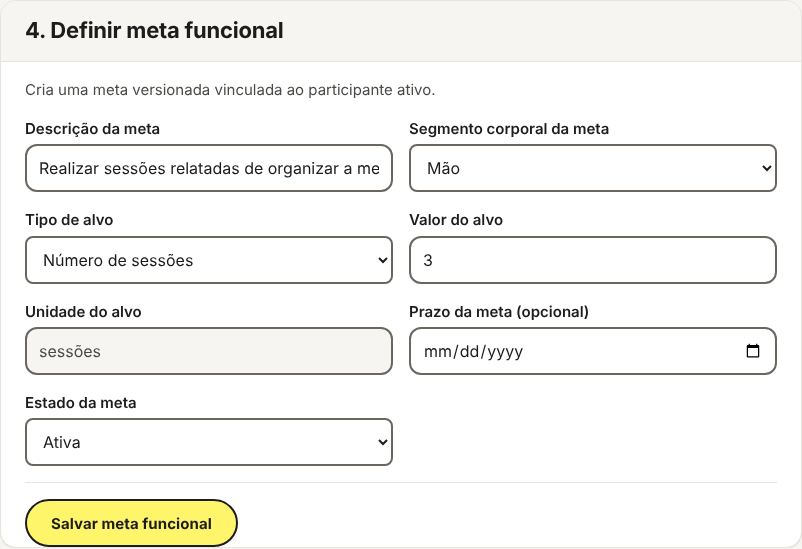 4. Definir meta funcional
Cria uma meta versionada vinculada ao participante ativo.
Descrição da meta
Segmento corporal da meta
Realizar sessões relatadas de organizar a me
Mão
Tipo de alvo
Valor do alvo
Número de sessões
3
Unidade do alvo
Prazo da meta (opcional)
sessões
mm/dd/yyyy
Estado da meta
Ativa
Salvar meta funcional